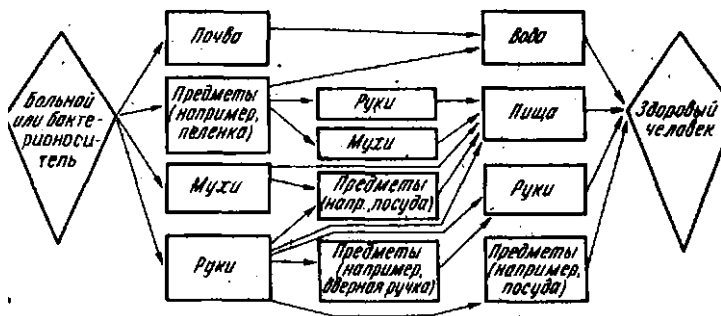 Больной
или бакте-
рионоси-
тель
Почва
Предметы
(например,
пеленка)
Мухи
Руки
Руки
Мухи
Предметы
(напр., посуда)
Предметы
(например,
дверная ручка)
Вода
Пища
Руки
Предметы
(например,
посуда)
Здоровый
человек